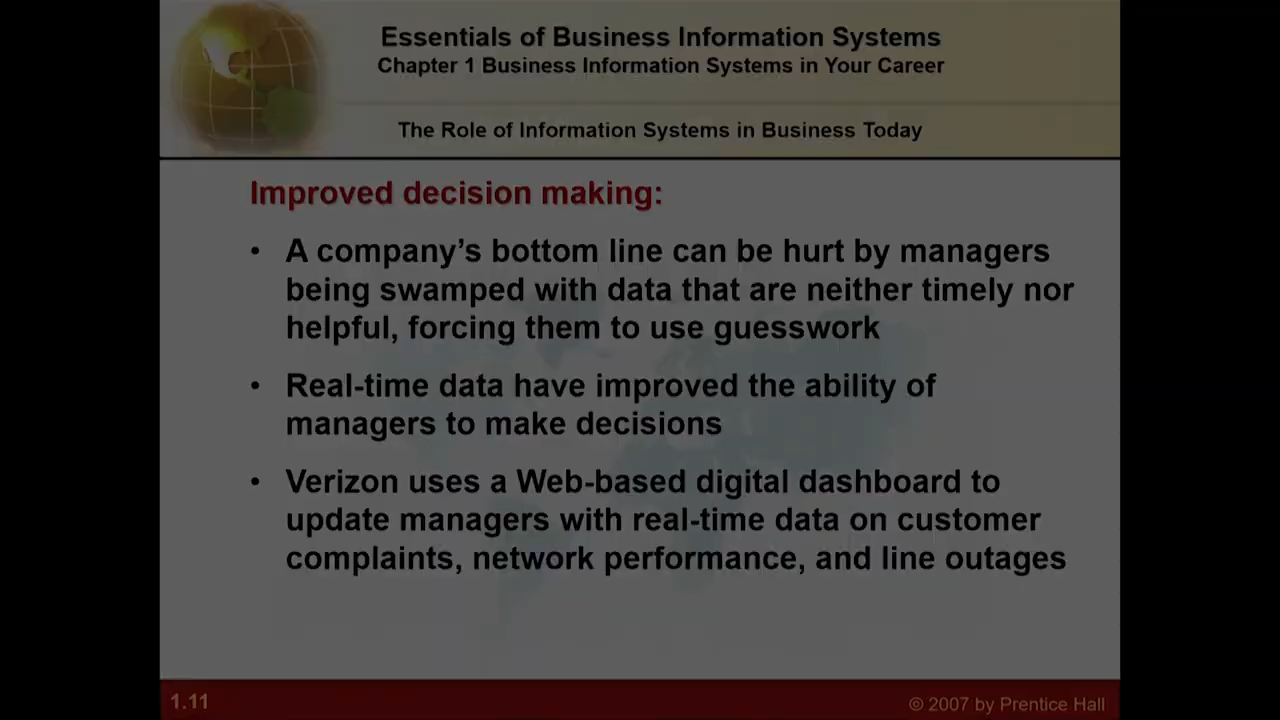 Essentials of Business Information Systems
Chapter 1 Business Information Systems in Your Career
The Role of Information Systems in Business Today
Improved decision making:
• A company’s bottom line can be hurt by managers
being swamped with data that are neither timely nor
helpful, forcing them to use guesswork
• Real-time data have improved the ability of
managers to make decisions
• Verizon uses a Web-based digital dashboard to
update managers with real-time data on customer
complaints, network performance, and line outages
1.11
© 2007 by Prentice Hall